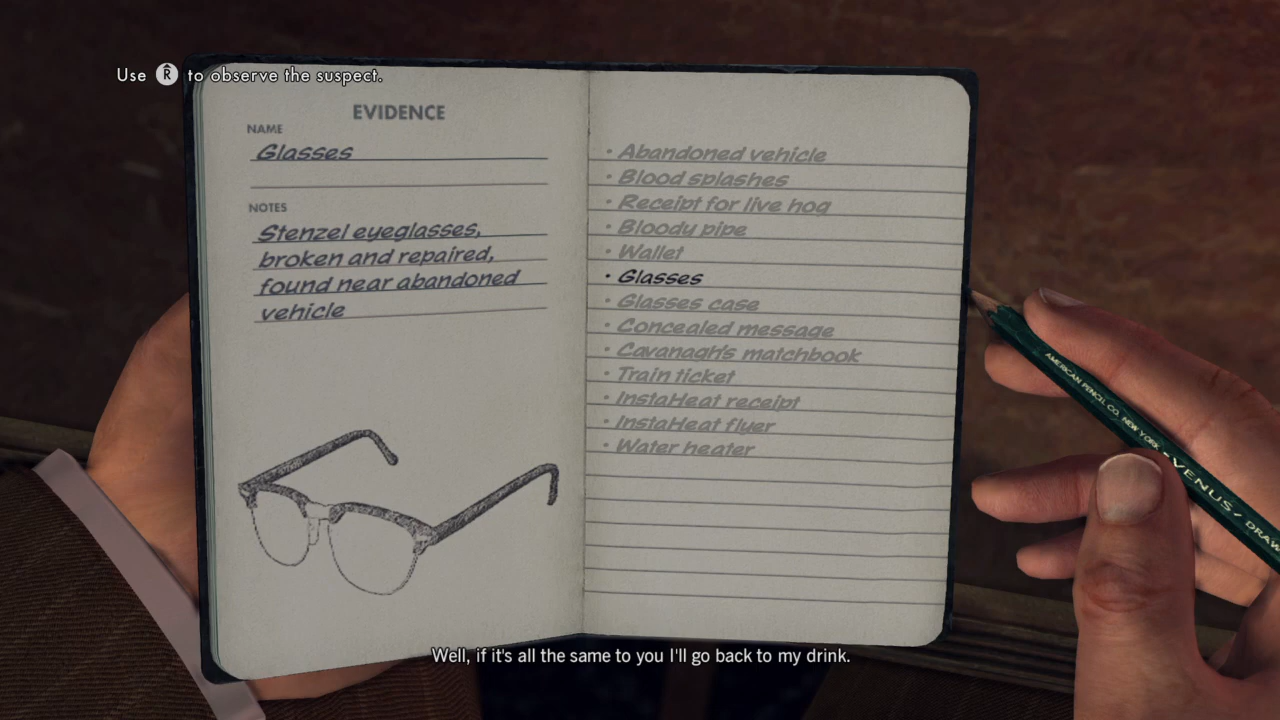 Use R to observe the suspect.
EVIDENCE
NAME
Glasses
NOTES
Stenzel eyeglasses,
broken and repaired,
found near abandoned
vehicle
• Abandoned vehicle
• Blood splashes
• Receipt for live hog
• Bloody pipe
• Wallet
• Glasses
• Glasses case
• Concealed message
• Cavanagh's matchbook
• Train ticket
• InstaHeat receipt
• InstaHeat flyer
• Water heater
AMERICAN PENCIL CO. NEW YORK
VENUS
Well, if it's all the same to you I'll go back to my drink.